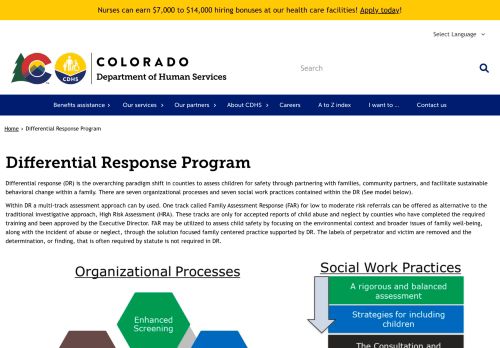 Nurses can earn $7,000 to $14,000 hiring bonuses at our health care facilities! Apply today!
Select Language
CDHS
COLORADO
Department of Human Services
Search
Benefits assistance
Our services
Our partners
About CDHS
Careers
A to Z index
I want to ...
Contact us
Home › Differential Response Program
Differential Response Program
Differential response (DR) is the overarching paradigm shift in counties to assess children for safety through partnering with families, community partners, and facilitate sustainable
behavioral change within a family. There are seven organizational processes and seven social work practices contained within the DR (See model below).
Within DR a multi-track assessment approach can be used. One track called Family Assessment Response (FAR) for low to moderate risk referrals can be offered as alternative to the
traditional investigative approach, High Risk Assessment (HRA). These tracks are only for accepted reports of child abuse and neglect by counties who have completed the required
training and been approved by the Executive Director. FAR may be utilized to assess child safety by focusing on the environmental context and broader issues of family well-being,
along with the incident of abuse or neglect, through the solution focused family centered practice supported by DR. The labels of perpetrator and victim are removed and the
determination, or finding, that is often required by statute is not required in DR.
Organizational Processes
Enhanced
Screening
Social Work Practices
A rigorous and balanced
assessment
Strategies for including
children
The Consultation and